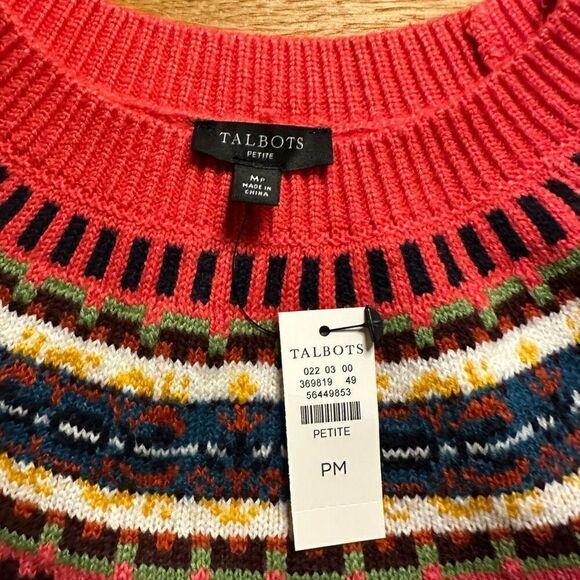 TALBOTS
PETITE
MP
MADE IN
CHINA
TALBOTS
022 03 00
369819 49
56449853
PETITE
PM